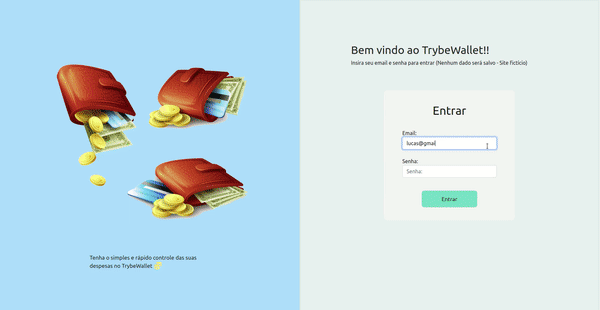 Bem vindo ao TrybeWallet!!
Insira seu email e senha para entrar (Nenhum dado será salvo - Site fictício)
Entrar
Email:
lucas@gmai
Senha:
Senha:
Entrar
Tenha o simples e rápido controle das suas
despesas no TrybeWallet